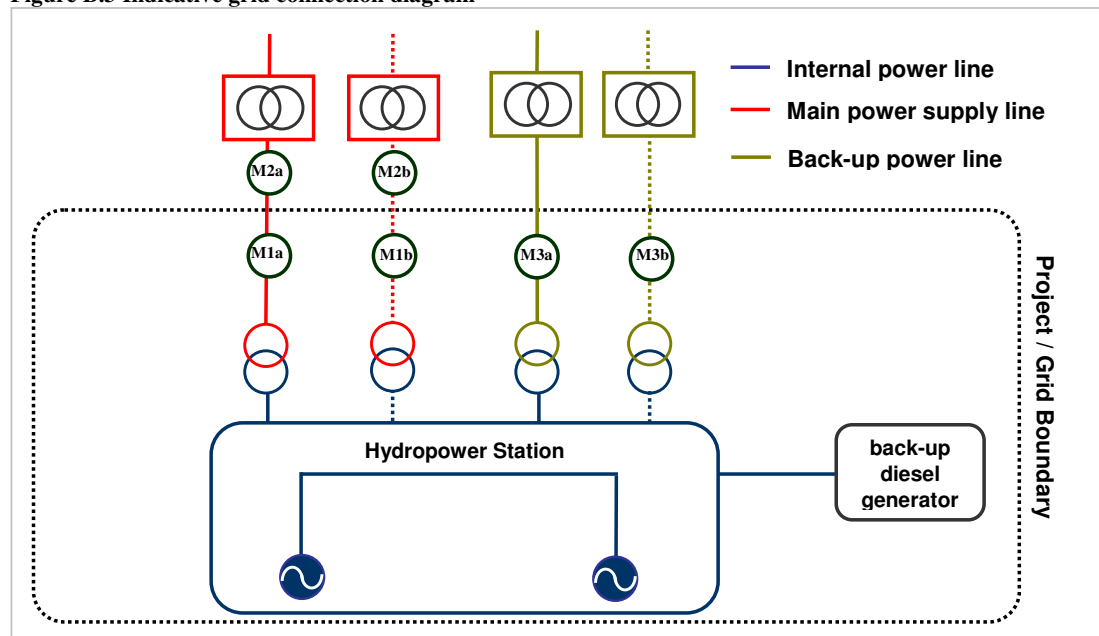 Figure B.3 Indicative grid connection diagram
Internal power line
Main power supply line
Back-up power line
M2a
M2b
M1a
M1b
M3a
M3b
Project / Grid Boundary
Hydropower Station
back-up
diesel
generator